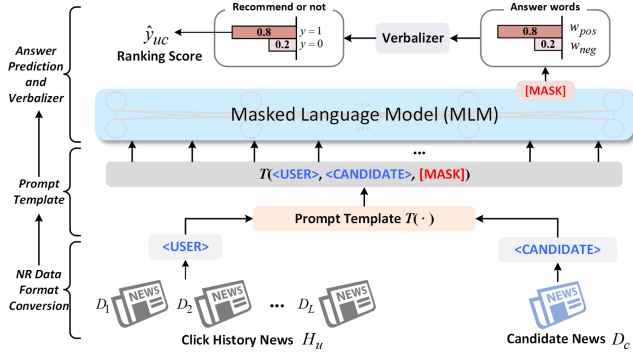 Recommend or not
Answer words
ŷ_uc
0.8
y = 1
0.2
y = 0
Ranking Score
Verbalizer
0.8
w_pos
0.2
w_neg
Answer
Prediction
and
Verbalizer
[MASK]
Masked Language Model (MLM)
...
Prompt
Template
T(<USER>, <CANDIDATE>, [MASK])
Prompt Template T(·)
<USER>
<CANDIDATE>
NR Data
Format
Conversion
D₁
NEWS
D₂
NEWS
...
D_L
NEWS
NEWS
Click History News H_u
Candidate News D_c